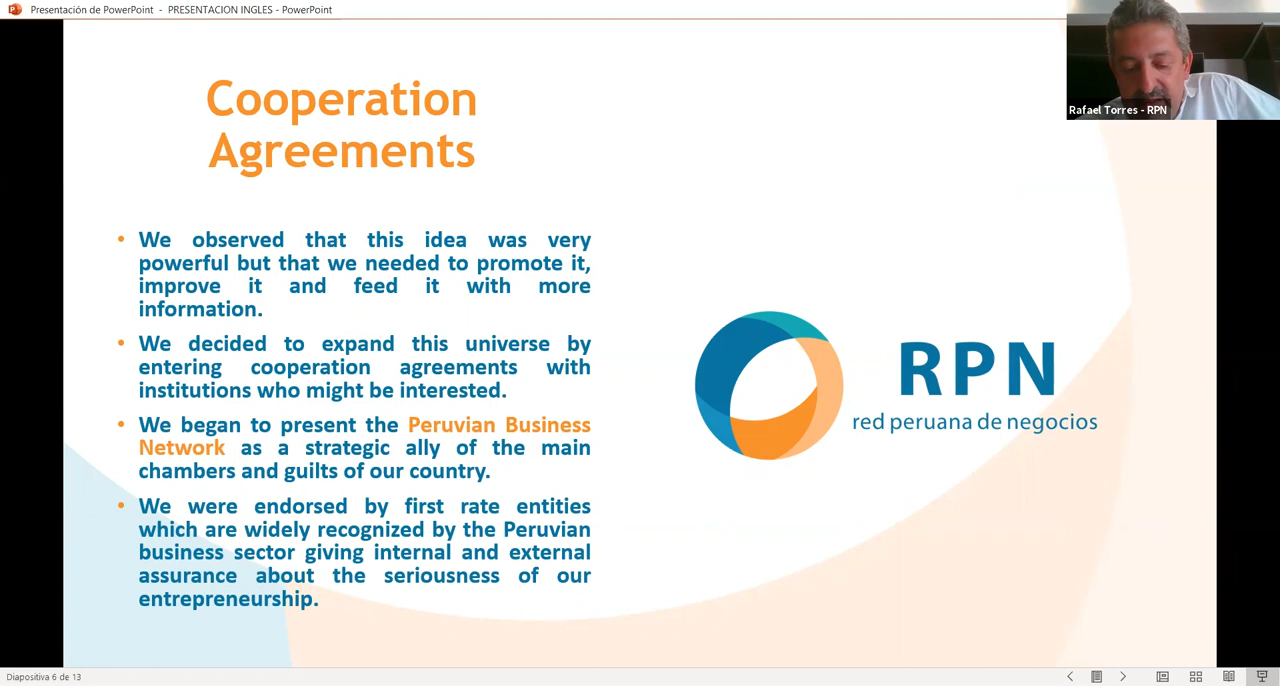 Presentación de PowerPoint - PRESENTACION INGLES - PowerPoint
Rafael Torres - RPN
Cooperation
Agreements
• We observed that this idea was very
powerful but that we needed to promote it,
improve it and feed it with more
information.
• We decided to expand this universe by
entering cooperation agreements with
institutions who might be interested.
• We began to present the Peruvian Business
Network as a strategic ally of the main
chambers and guilts of our country.
• We were endorsed by first rate entities
which are widely recognized by the Peruvian
business sector giving internal and external
assurance about the seriousness of our
entrepreneurship.
RPN
red peruana de negocios
Diapositiva 6 de 13